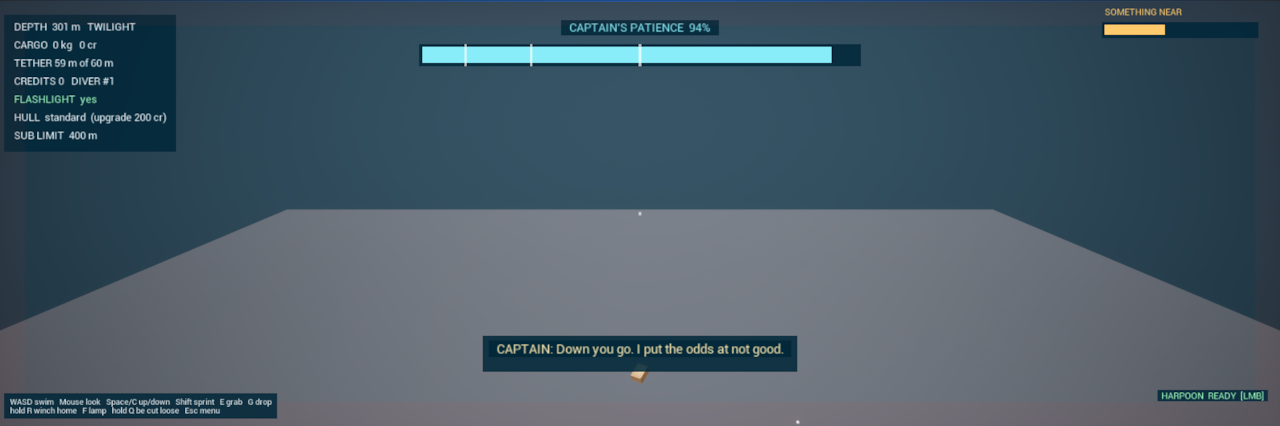 DEPTH 301 m TWILIGHT
CARGO 0 kg 0 cr
TETHER 59 m of 60 m
CREDITS 0 DIVER #1
FLASHLIGHT yes
HULL standard (upgrade 200 cr)
SUB LIMIT 400 m
CAPTAIN'S PATIENCE 94%
SOMETHING NEAR
CAPTAIN: Down you go. I put the odds at not good.
WASD swim Mouse look Space/C up/down Shift sprint E grab G drop
hold R winch home F lamp hold Q be cut loose Esc menu
HARPOON READY [LMB]